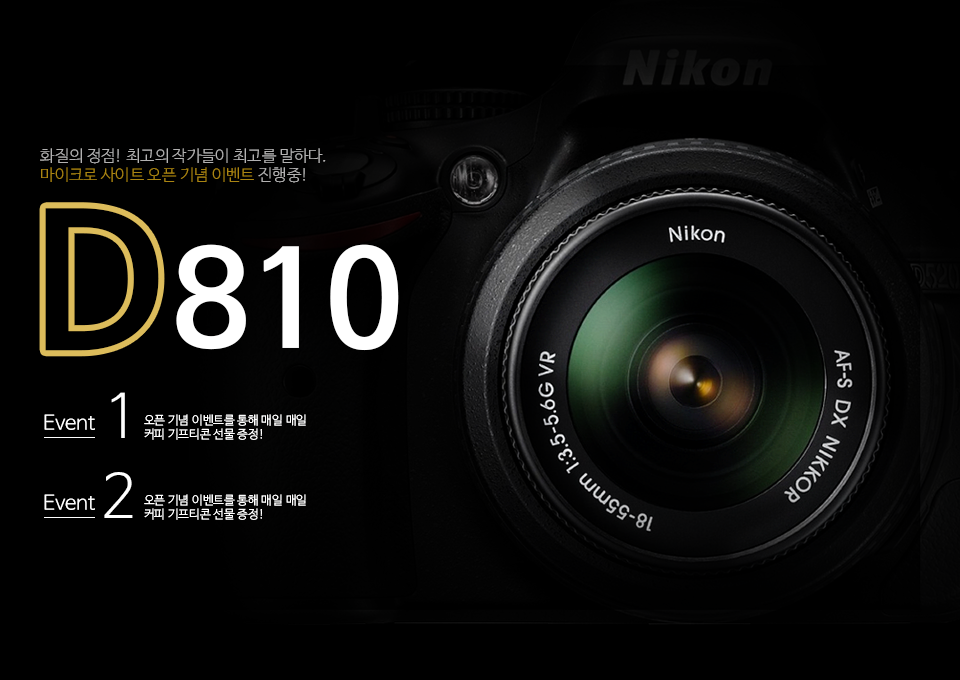 Nikon
화질의 정점! 최고의 작가들이 최고를 말하다.
마이크로 사이트 오픈 기념 이벤트 진행중!
D810
Nikon
AF-S DX NIKKOR
18-55mm 1:3.5-5.6G VR
Event 1 오픈 기념 이벤트를 통해 매일 매일
커피 기프티콘 선물 증정!
Event 2 오픈 기념 이벤트를 통해 매일 매일
커피 기프티콘 선물 증정!